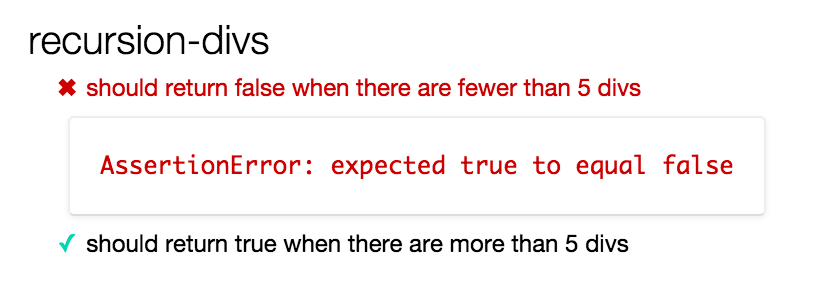 recursion-divs
✖ should return false when there are fewer than 5 divs
AssertionError: expected true to equal false
✓ should return true when there are more than 5 divs